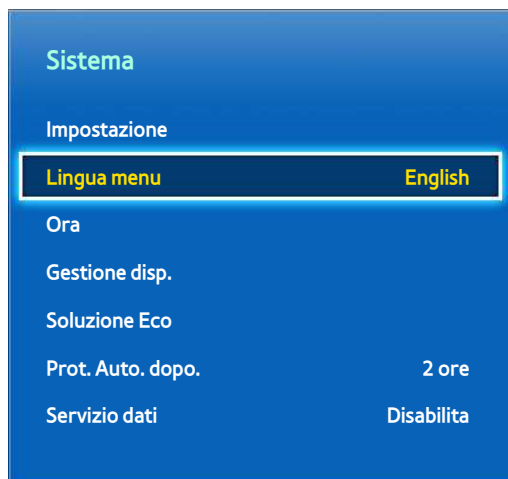 Sistema
Impostazione
Lingua menu English
Ora
Gestione disp.
Soluzione Eco
Prot. Auto. dopo. 2 ore
Servizio dati Disabilita